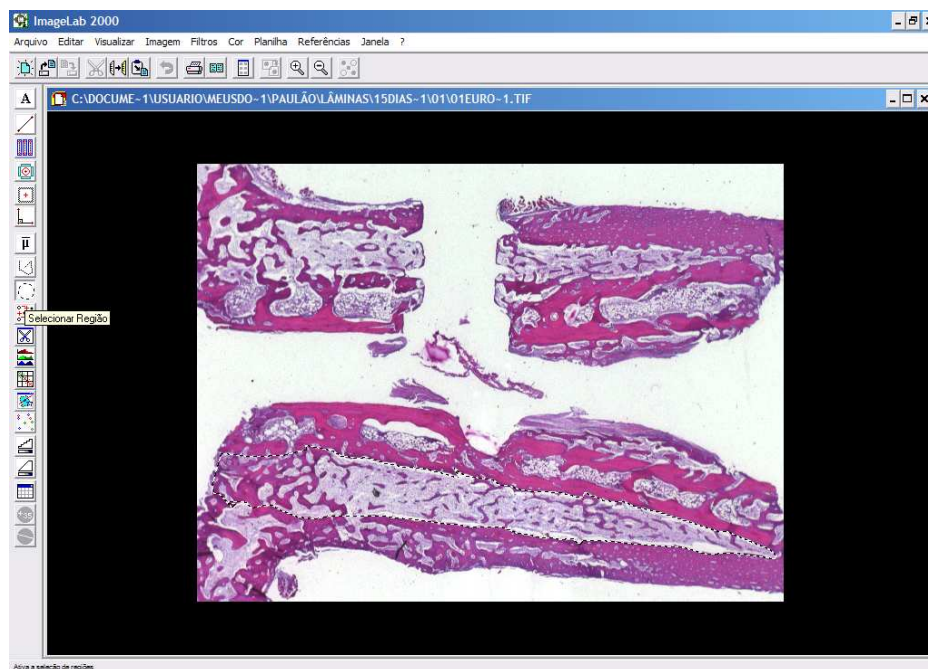 ImageLab 2000
Arquivo Editar Visualizar Imagem Filtros Cor Planilha Referências Janela ?
C:\DOCUME~1\USUARIO\MEUSDO~1\PAULÃO\LÂMINAS\15DIAS~1\01\01EURO~1.TIF
A
μ
Selecionar Região
Ativa a seleção de regiões